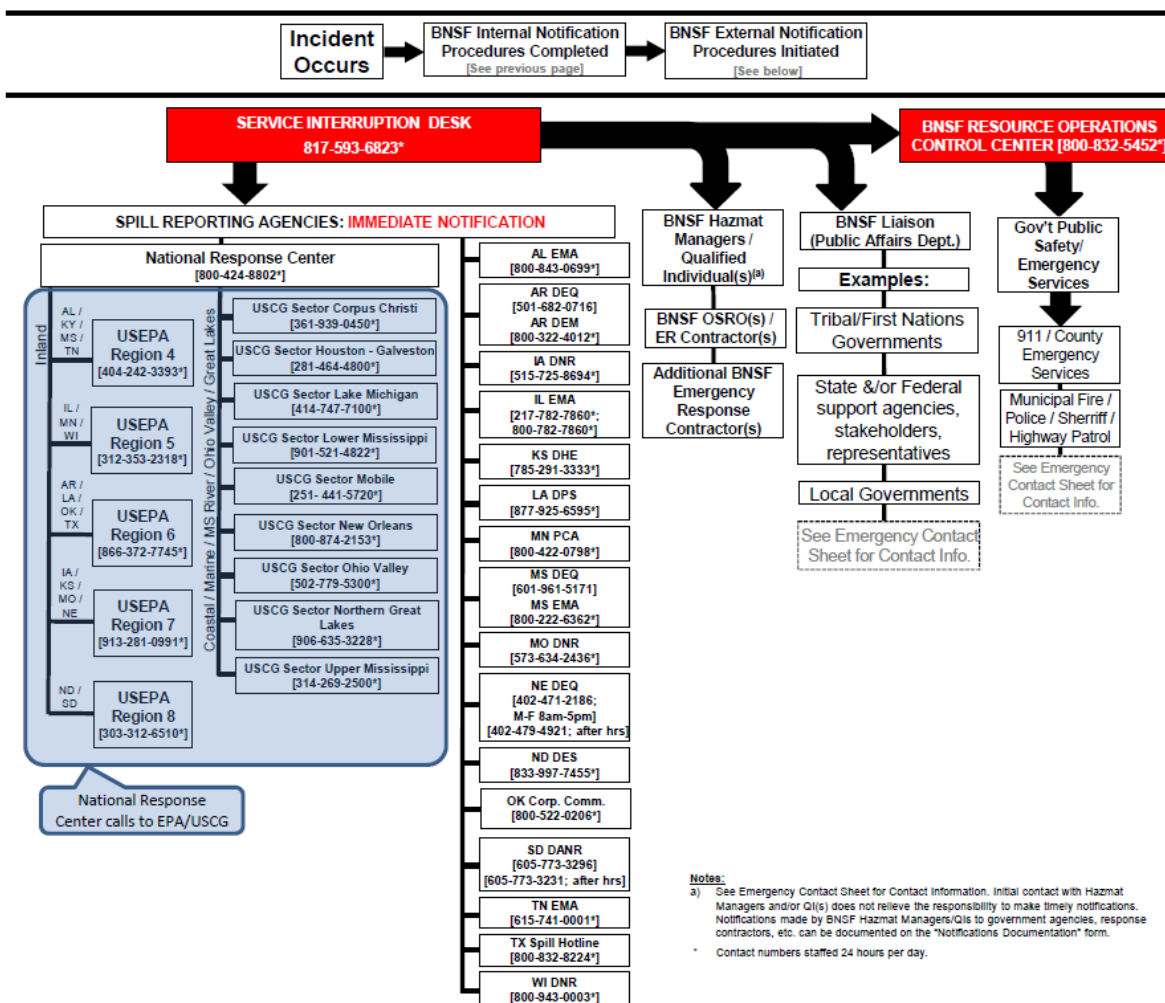 Incident
Occurs
BNSF Internal Notification
Procedures Completed
[See previous page]
BNSF External Notification
Procedures Initiated
[See below]
SERVICE INTERRUPTION DESK
817-593-6823*
BNSF RESOURCE OPERATIONS
CONTROL CENTER [800-832-5452*]
SPILL REPORTING AGENCIES: IMMEDIATE NOTIFICATION
National Response Center
[800-424-8802*]
Inland
AL /
KY /
MS /
TN
USEPA
Region 4
[404-242-3393*]
IL /
MN /
WI
USEPA
Region 5
[312-353-2318*]
AR /
LA /
OK /
TX
USEPA
Region 6
[866-372-7745*]
IA /
KS /
MO /
NE
USEPA
Region 7
[913-281-0991*]
ND /
SD
USEPA
Region 8
[303-312-6510*]
Coastal / Marine / MS River / Ohio Valley / Great Lakes
USCG Sector Corpus Christi
[361-939-0450*]
USCG Sector Houston - Galveston
[281-464-4800*]
USCG Sector Lake Michigan
[414-747-7100*]
USCG Sector Lower Mississippi
[901-521-4822*]
USCG Sector Mobile
[251- 441-5720*]
USCG Sector New Orleans
[800-874-2153*]
USCG Sector Ohio Valley
[502-779-5300*]
USCG Sector Northern Great
Lakes
[906-635-3228*]
USCG Sector Upper Mississippi
[314-269-2500*]
National Response
Center calls to EPA/USCG
AL EMA
[800-843-0699*]
AR DEQ
[501-682-0716]
AR DEM
[800-322-4012*]
IA DNR
[515-725-8694*]
IL EMA
[217-782-7860*;
800-782-7860*]
KS DHE
[785-291-3333*]
LA DPS
[877-925-6595*]
MN PCA
[800-422-0798*]
MS DEQ
[601-961-5171]
MS EMA
[800-222-6362*]
MO DNR
[573-634-2436*]
NE DEQ
[402-471-2186;
M-F 8am-5pm]
[402-479-4921; after hrs]
ND DES
[833-997-7455*]
OK Corp. Comm.
[800-522-0206*]
SD DANR
[605-773-3296]
[605-773-3231; after hrs]
TN EMA
[615-741-0001*]
TX Spill Hotline
[800-832-8224*]
WI DNR
[800-943-0003*]
BNSF Hazmat
Managers /
Qualified
Individual(s)(a)
BNSF OSRO(s) /
ER Contractor(s)
Additional BNSF
Emergency
Response
Contractor(s)
BNSF Liaison
(Public Affairs Dept.)
Examples:
Tribal/First Nations
Governments
State &/or Federal
support agencies,
stakeholders,
representatives
Local Governments
See Emergency Contact
Sheet for Contact Info.
Gov't Public
Safety/
Emergency
Services
911 / County
Emergency
Services
Municipal Fire /
Police / Sherriff /
Highway Patrol
See Emergency
Contact Sheet for
Contact Info.
Notes:
a) See Emergency Contact Sheet for Contact Information. Initial contact with Hazmat
Managers and/or QI(s) does not relieve the responsibility to make timely notifications.
Notifications made by BNSF Hazmat Managers/QIs to government agencies, response
contractors, etc. can be documented on the "Notifications Documentation" form.
* Contact numbers staffed 24 hours per day.